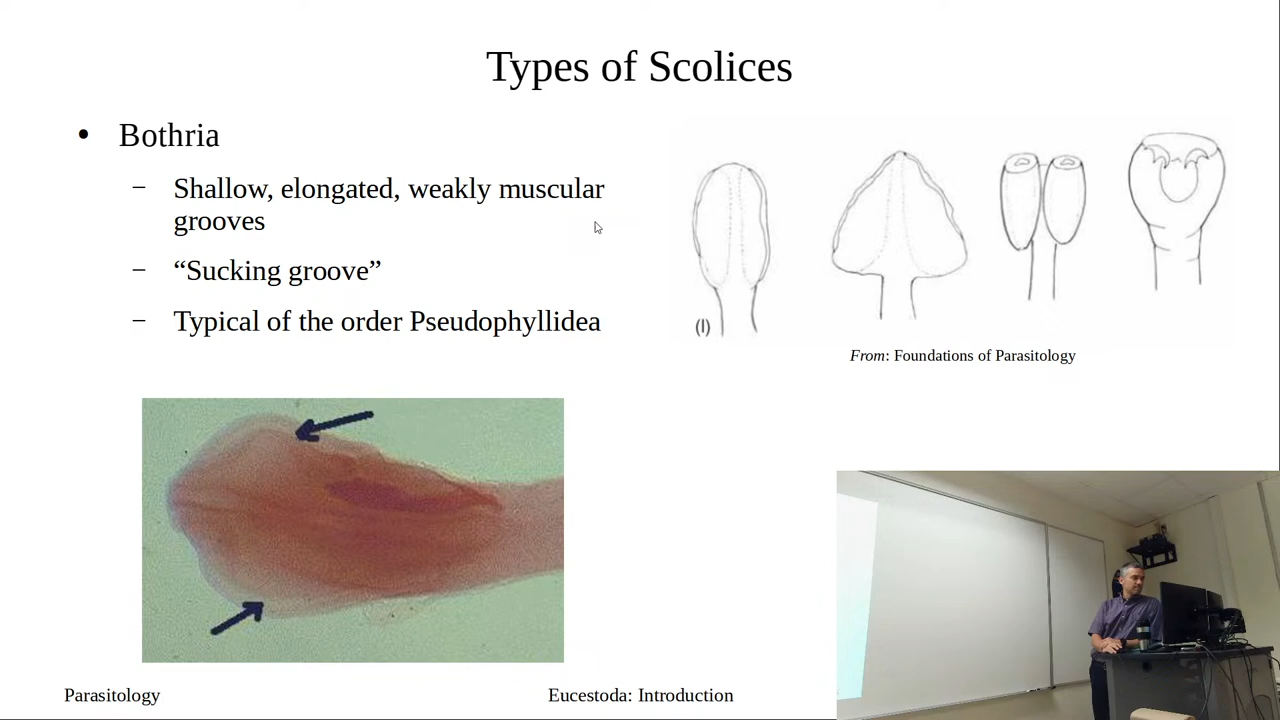 Types of Scolices
• Bothria
– Shallow, elongated, weakly muscular
grooves
– “Sucking groove”
– Typical of the order Pseudophyllidea
(l)
From: Foundations of Parasitology
Parasitology
Eucestoda: Introduction